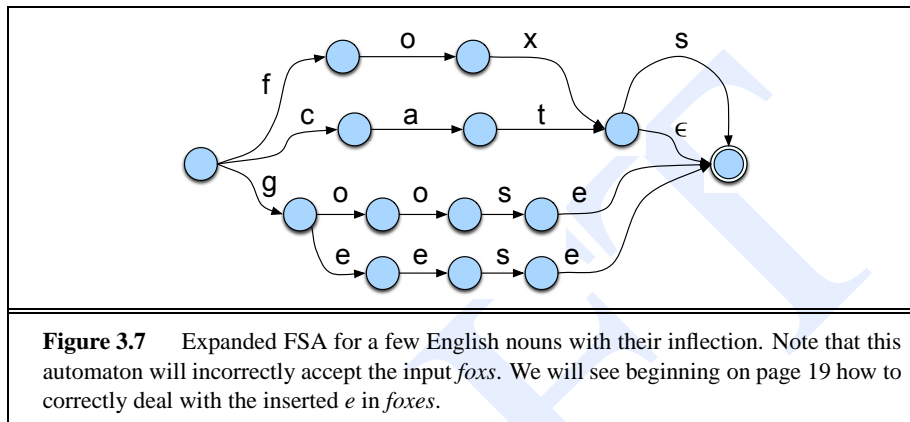 f o x s
c a t ϵ
g o o s e
e e s e
Figure 3.7 Expanded FSA for a few English nouns with their inflection. Note that this
automaton will incorrectly accept the input foxs. We will see beginning on page 19 how to
correctly deal with the inserted e in foxes.